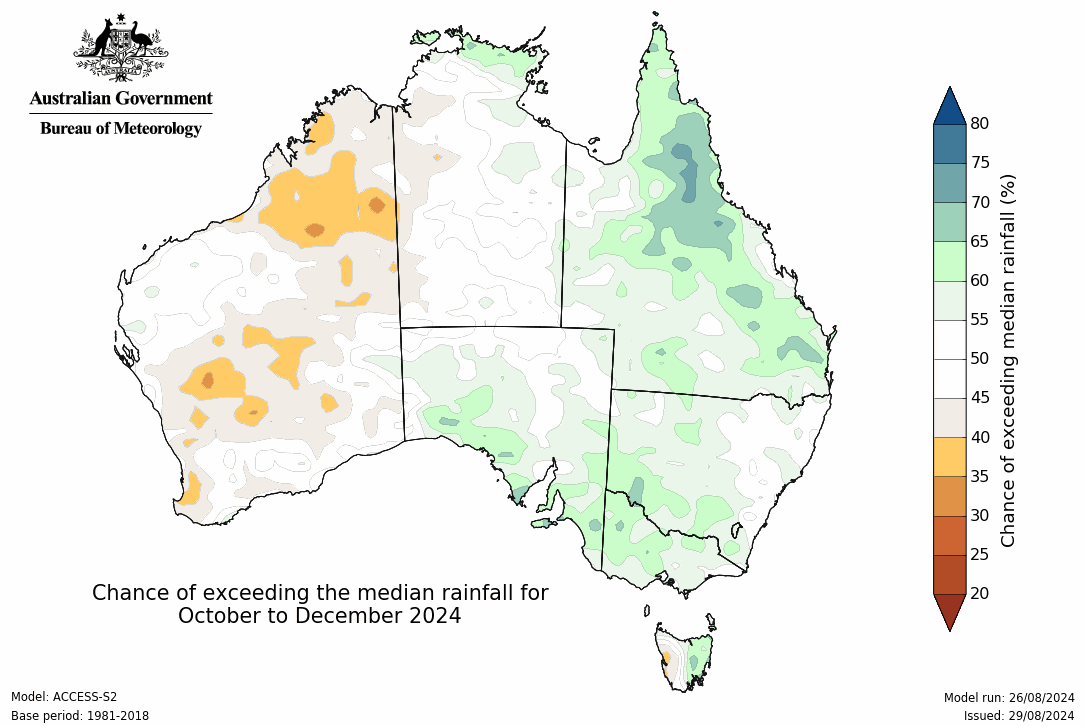 AUSTRALIA
Australian Government
Bureau of Meteorology
80
75
70
65
60
55
50
45
40
35
30
25
20
Chance of exceeding median rainfall (%)
Chance of exceeding the median rainfall for
October to December 2024
Model: ACCESS-S2
Base period: 1981-2018
Model run: 26/08/2024
Issued: 29/08/2024